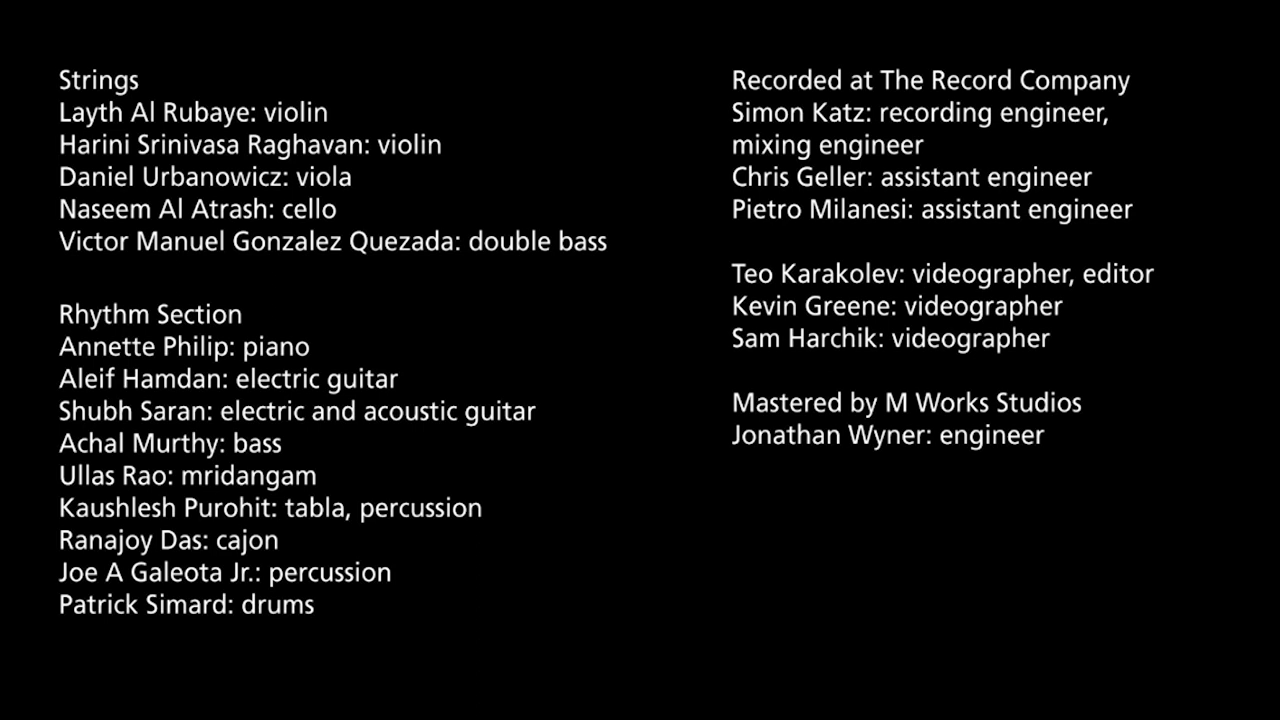 Strings
Layth Al Rubaye: violin
Harini Srinivasa Raghavan: violin
Daniel Urbanowicz: viola
Naseem Al Atrash: cello
Victor Manuel Gonzalez Quezada: double bass
Rhythm Section
Annette Philip: piano
Aleif Hamdan: electric guitar
Shubh Saran: electric and acoustic guitar
Achal Murthy: bass
Ullas Rao: mridangam
Kaushlesh Purohit: tabla, percussion
Ranajoy Das: cajon
Joe A Galeota Jr.: percussion
Patrick Simard: drums
Recorded at The Record Company
Simon Katz: recording engineer,
mixing engineer
Chris Geller: assistant engineer
Pietro Milanesi: assistant engineer
Teo Karakolev: videographer, editor
Kevin Greene: videographer
Sam Harchik: videographer
Mastered by M Works Studios
Jonathan Wyner: engineer